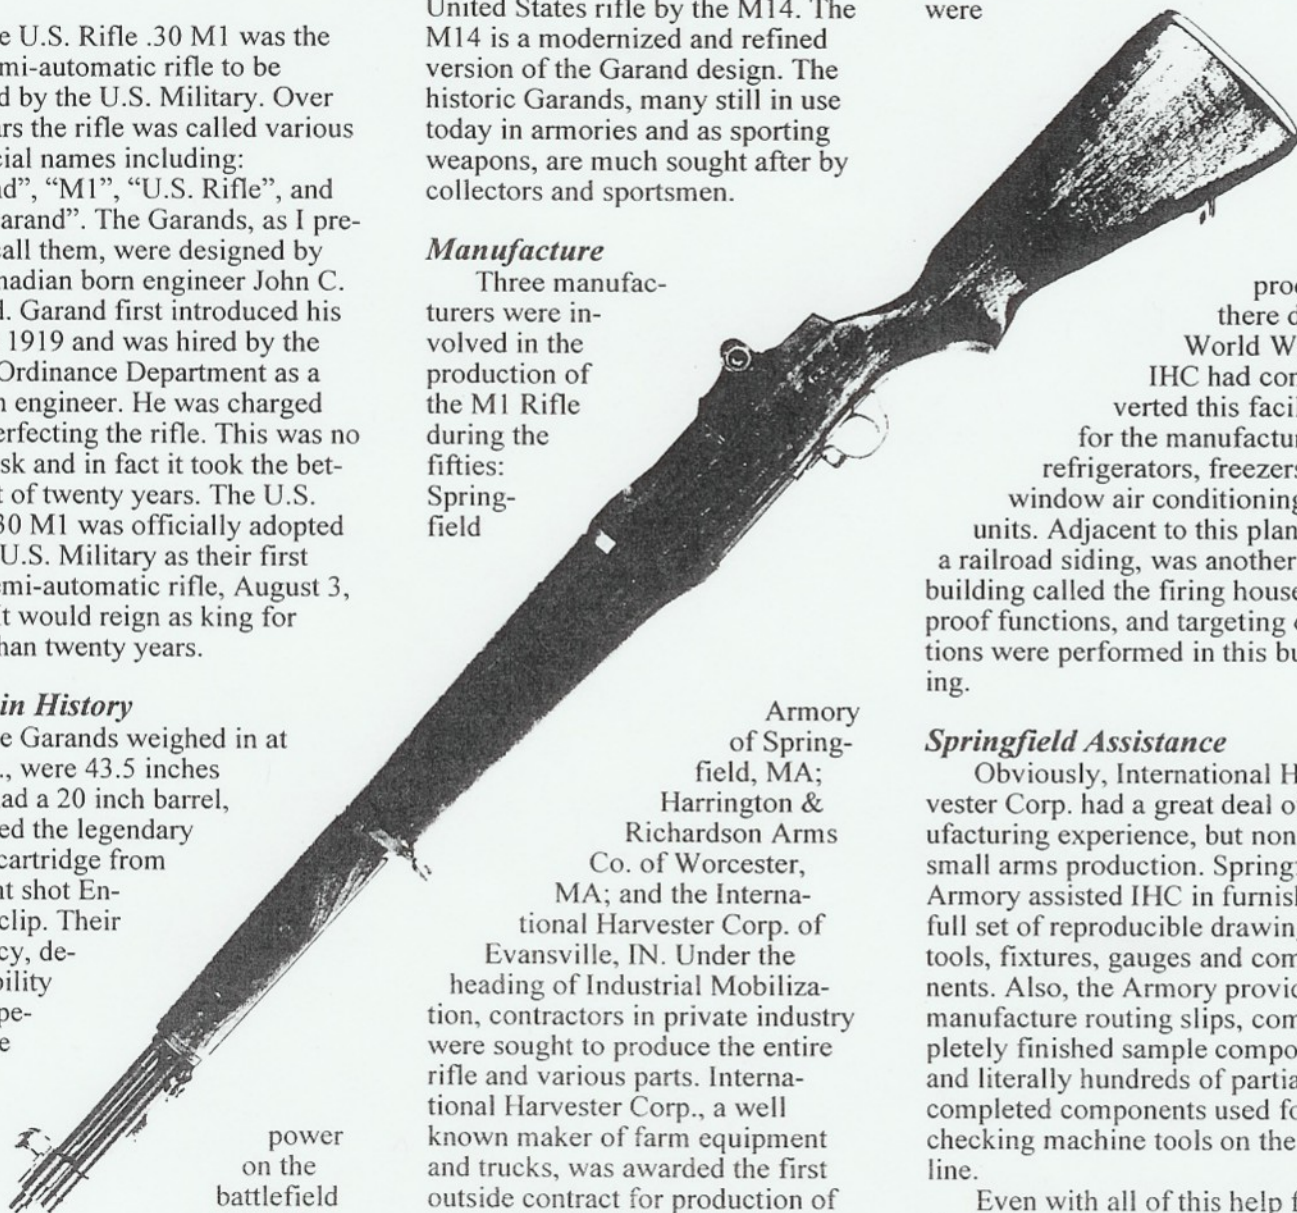 e U.S. Rifle .30 M1 was the
mi-automatic rifle to be
d by the U.S. Military. Over
rs the rifle was called various
cial names including:
d”, “M1”, “U.S. Rifle”, and
arand”. The Garands, as I pre-
all them, were designed by
nadian born engineer John C.
l. Garand first introduced his
1919 and was hired by the
Ordinance Department as a
n engineer. He was charged
erfecting the rifle. This was no
sk and in fact it took the bet-
t of twenty years. The U.S.
30 M1 was officially adopted
U.S. Military as their first
mi-automatic rifle, August 3,
t would reign as king for
han twenty years.
in History
e Garands weighed in at
., were 43.5 inches
ad a 20 inch barrel,
ed the legendary
cartridge from
nt shot En-
clip. Their
cy, de-
bility
pe-
e
power
on the
battlefield
United States rifle by the M14. The
M14 is a modernized and refined
version of the Garand design. The
historic Garands, many still in use
today in armories and as sporting
weapons, are much sought after by
collectors and sportsmen.
Manufacture
Three manufac-
turers were in-
volved in the
production of
the M1 Rifle
during the
fifties:
Spring-
field
Armory
of Spring-
field, MA;
Harrington &
Richardson Arms
Co. of Worcester,
MA; and the Interna-
tional Harvester Corp. of
Evansville, IN. Under the
heading of Industrial Mobiliza-
tion, contractors in private industry
were sought to produce the entire
rifle and various parts. Interna-
tional Harvester Corp., a well
known maker of farm equipment
and trucks, was awarded the first
outside contract for production of
were
proc
there d
World W
IHC had con
verted this facil
for the manufactur
refrigerators, freezers
window air conditioning
units. Adjacent to this plan
a railroad siding, was another
building called the firing house
proof functions, and targeting
tions were performed in this bu
ing.
Springfield Assistance
Obviously, International H
vester Corp. had a great deal o
ufacturing experience, but non
small arms production. Spring
Armory assisted IHC in furnish
full set of reproducible drawin
tools, fixtures, gauges and com
nents. Also, the Armory provid
manufacture routing slips, com
pletely finished sample compo
and literally hundreds of partia
completed components used fo
checking machine tools on the
line.
Even with all of this help f